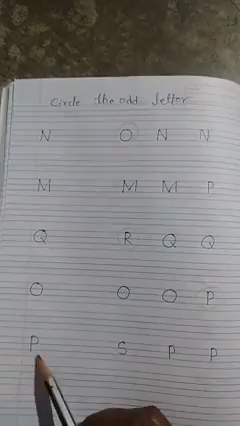 Circle the odd letter
N O N N
M M M P
Q R Q Q
O O O P
P S P P